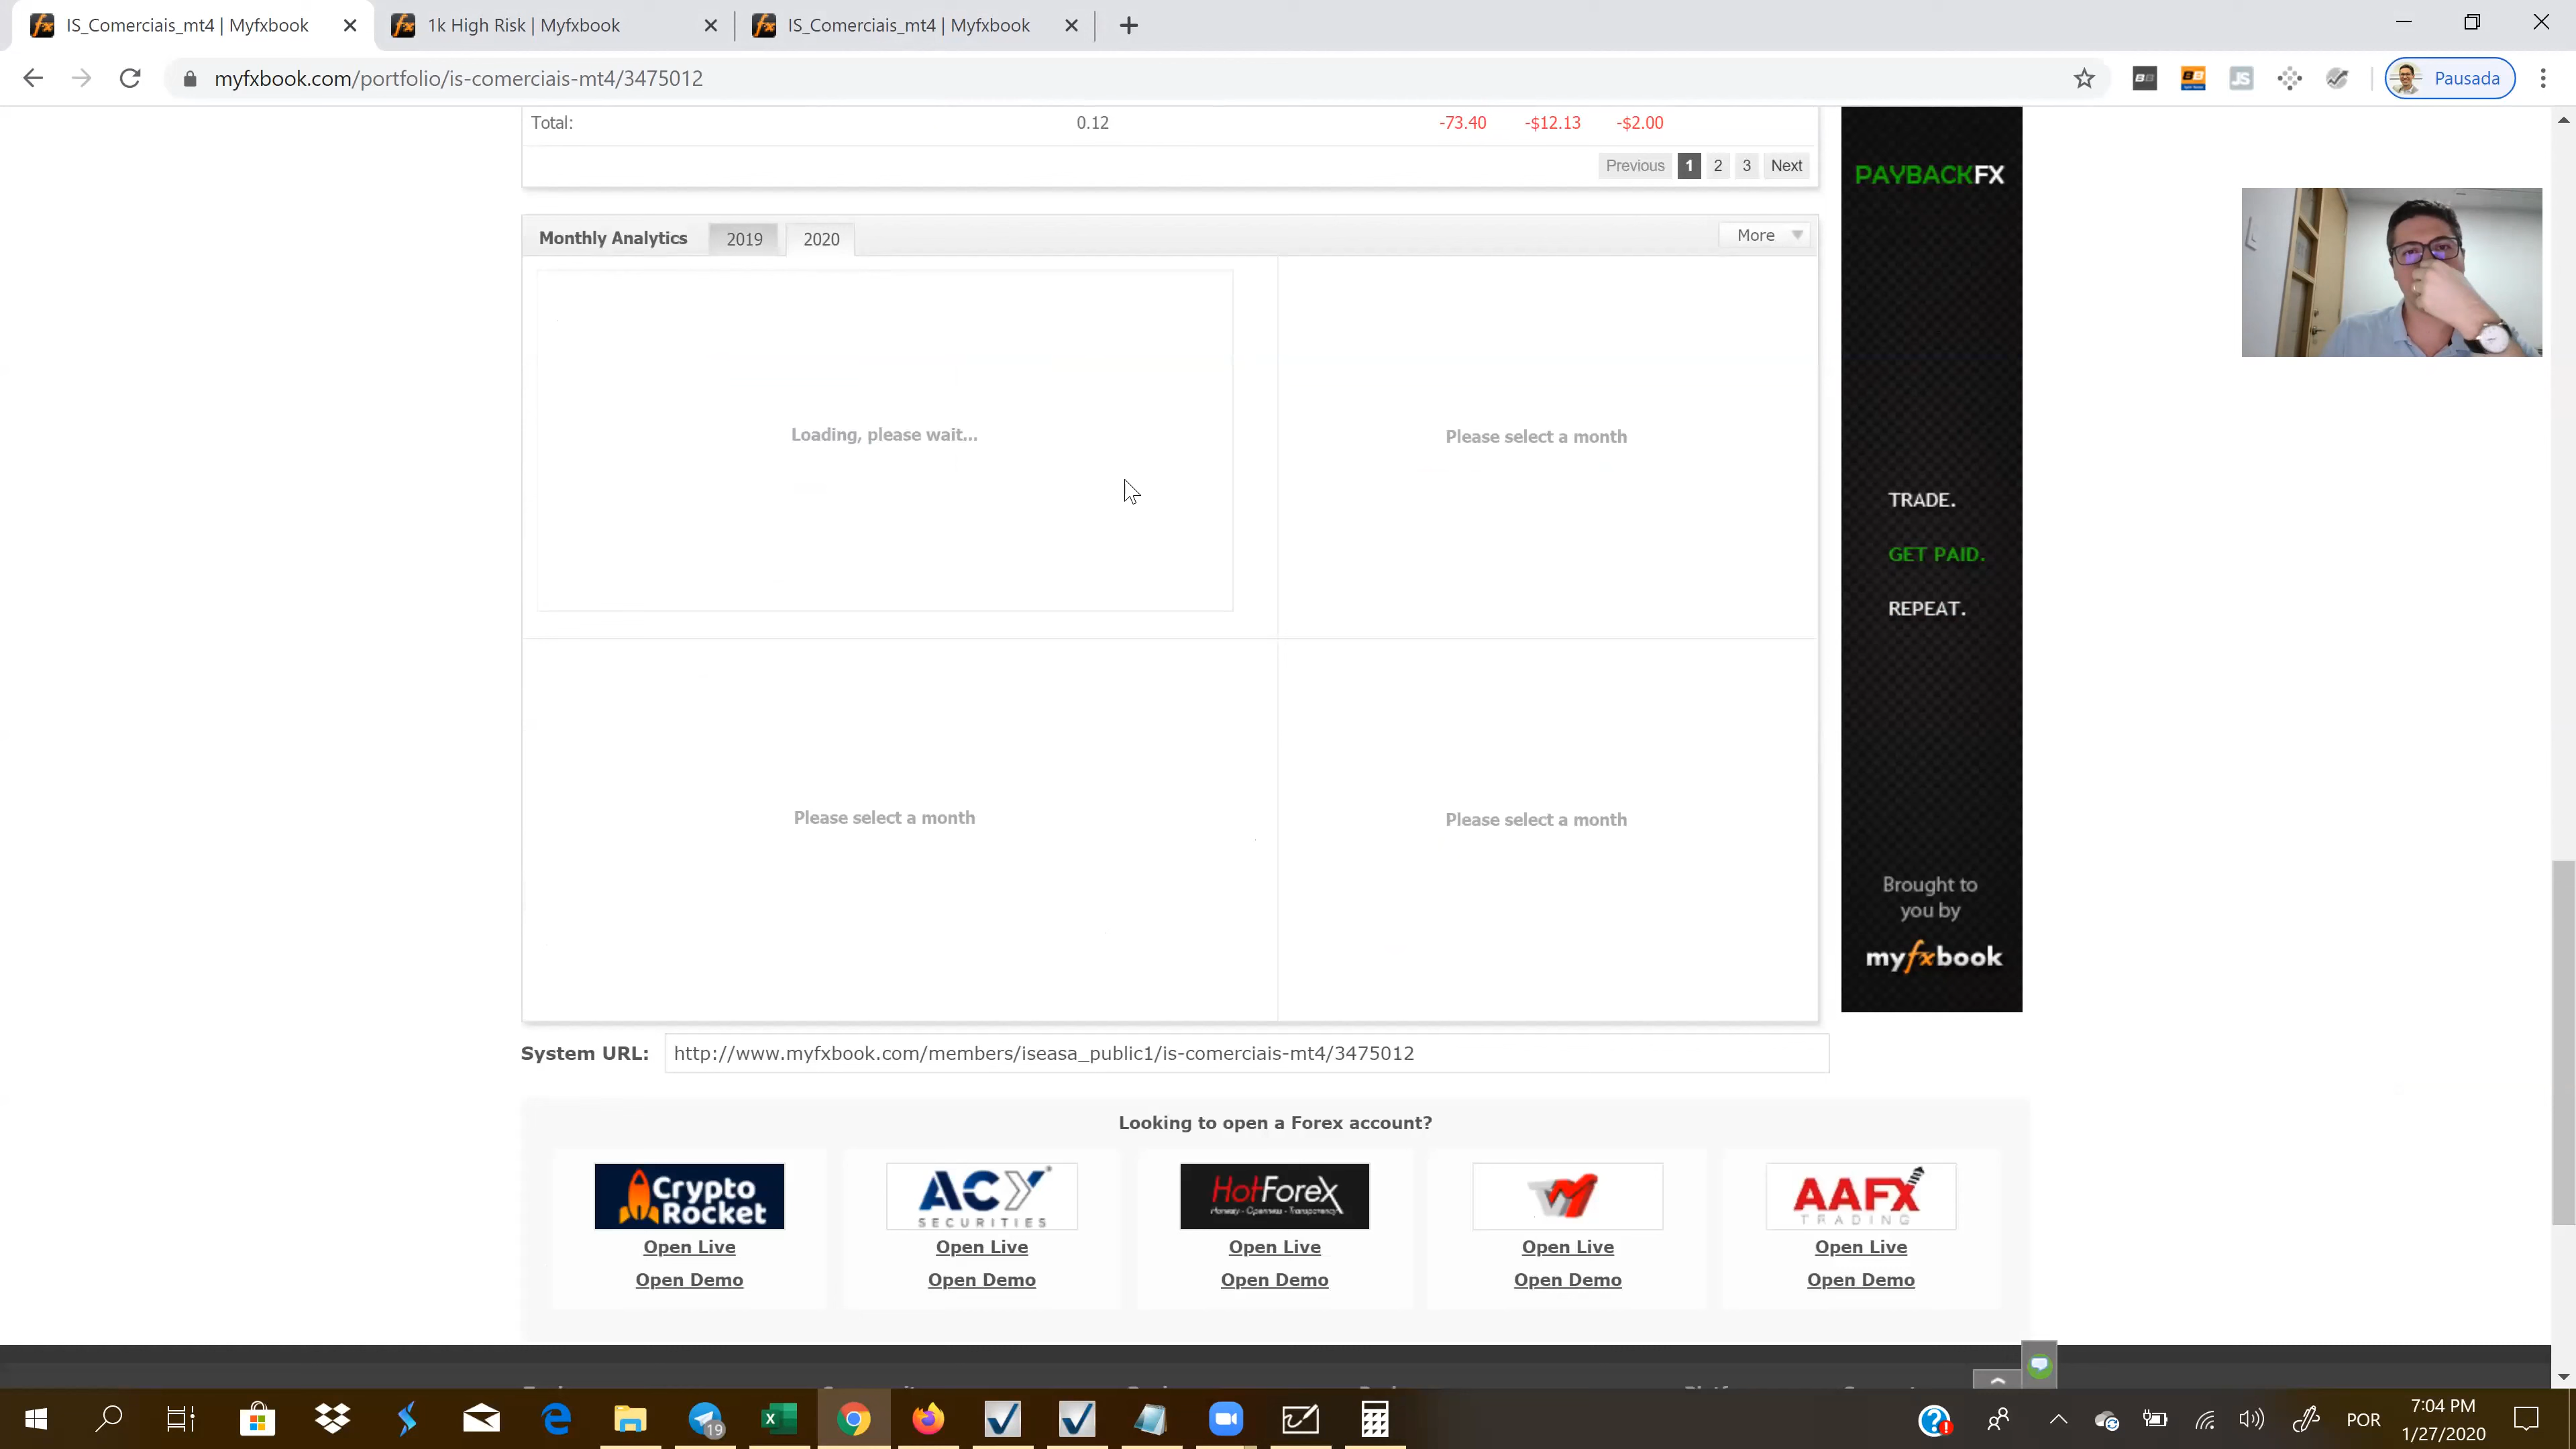 IS_Comerciais_mt4 | Myfxbook
1k High Risk | Myfxbook
IS_Comerciais_mt4 | Myfxbook
myfxbook.com/portfolio/is-comerciais-mt4/3475012
Pausada
Total: 0.12 -73.40 -$12.13 -$2.00
Previous 1 2 3 Next
Monthly Analytics 2019 2020 More
Loading, please wait...
Please select a month
Please select a month
Please select a month
PAYBACKFX
TRADE.
GET PAID.
REPEAT.
Brought to
you by
myfxbook
System URL: http://www.myfxbook.com/members/iseasa_public1/is-comerciais-mt4/3475012
Looking to open a Forex account?
Crypto
Rocket
Open Live
Open Demo
ACY
SECURITIES
Open Live
Open Demo
HotForex
Honesty - Openness - Transparency
Open Live
Open Demo
Open Live
Open Demo
AAFX
TRADING
Open Live
Open Demo
19
POR
7:04 PM
1/27/2020